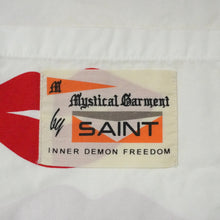 M
Mystical Garment
by SAINT
INNER DEMON FREEDOM